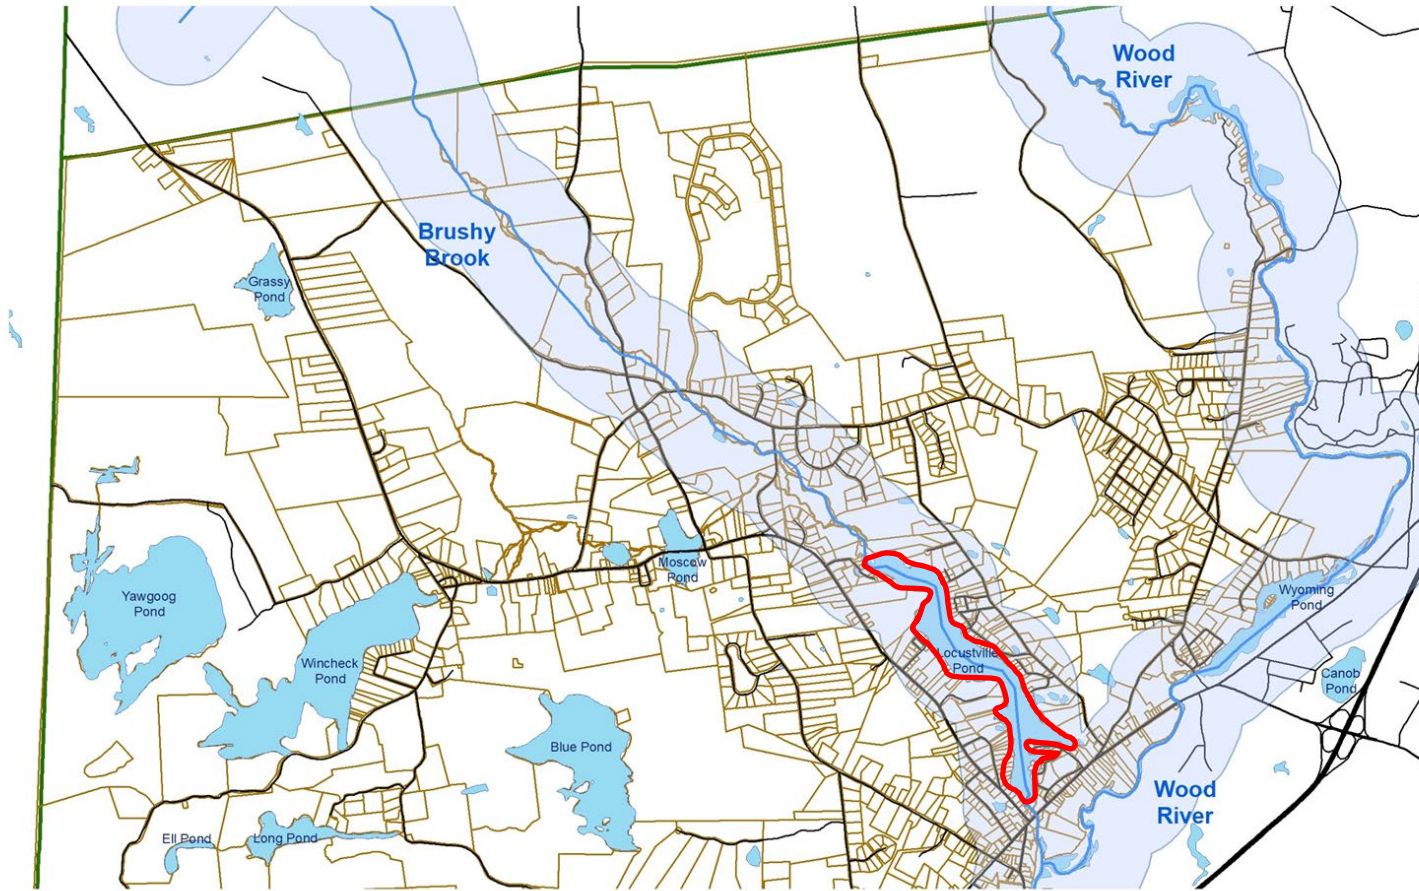 Wood
River
Brushy
Brook
Grassy
Pond
Moscow
Pond
Yawgoog
Pond
Wyoming
Pond
Locustville
Pond
Wincheck
Pond
Canob
Pond
Blue Pond
Wood
River
Ell Pond
Long Pond